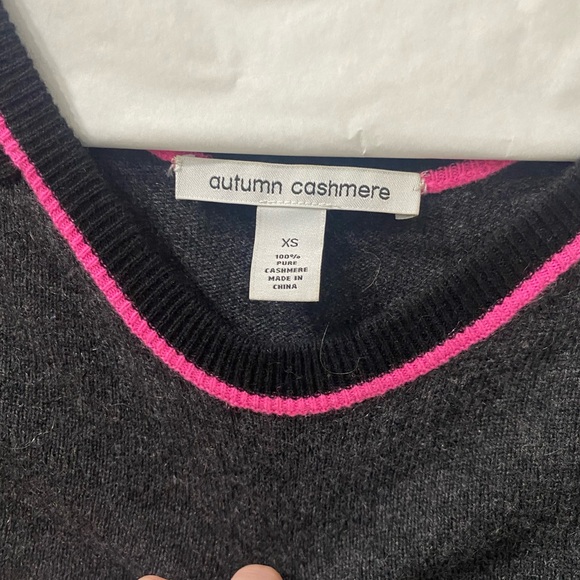 autumn cashmere
XS
100%
PURE
CASHMERE
MADE IN
CHINA